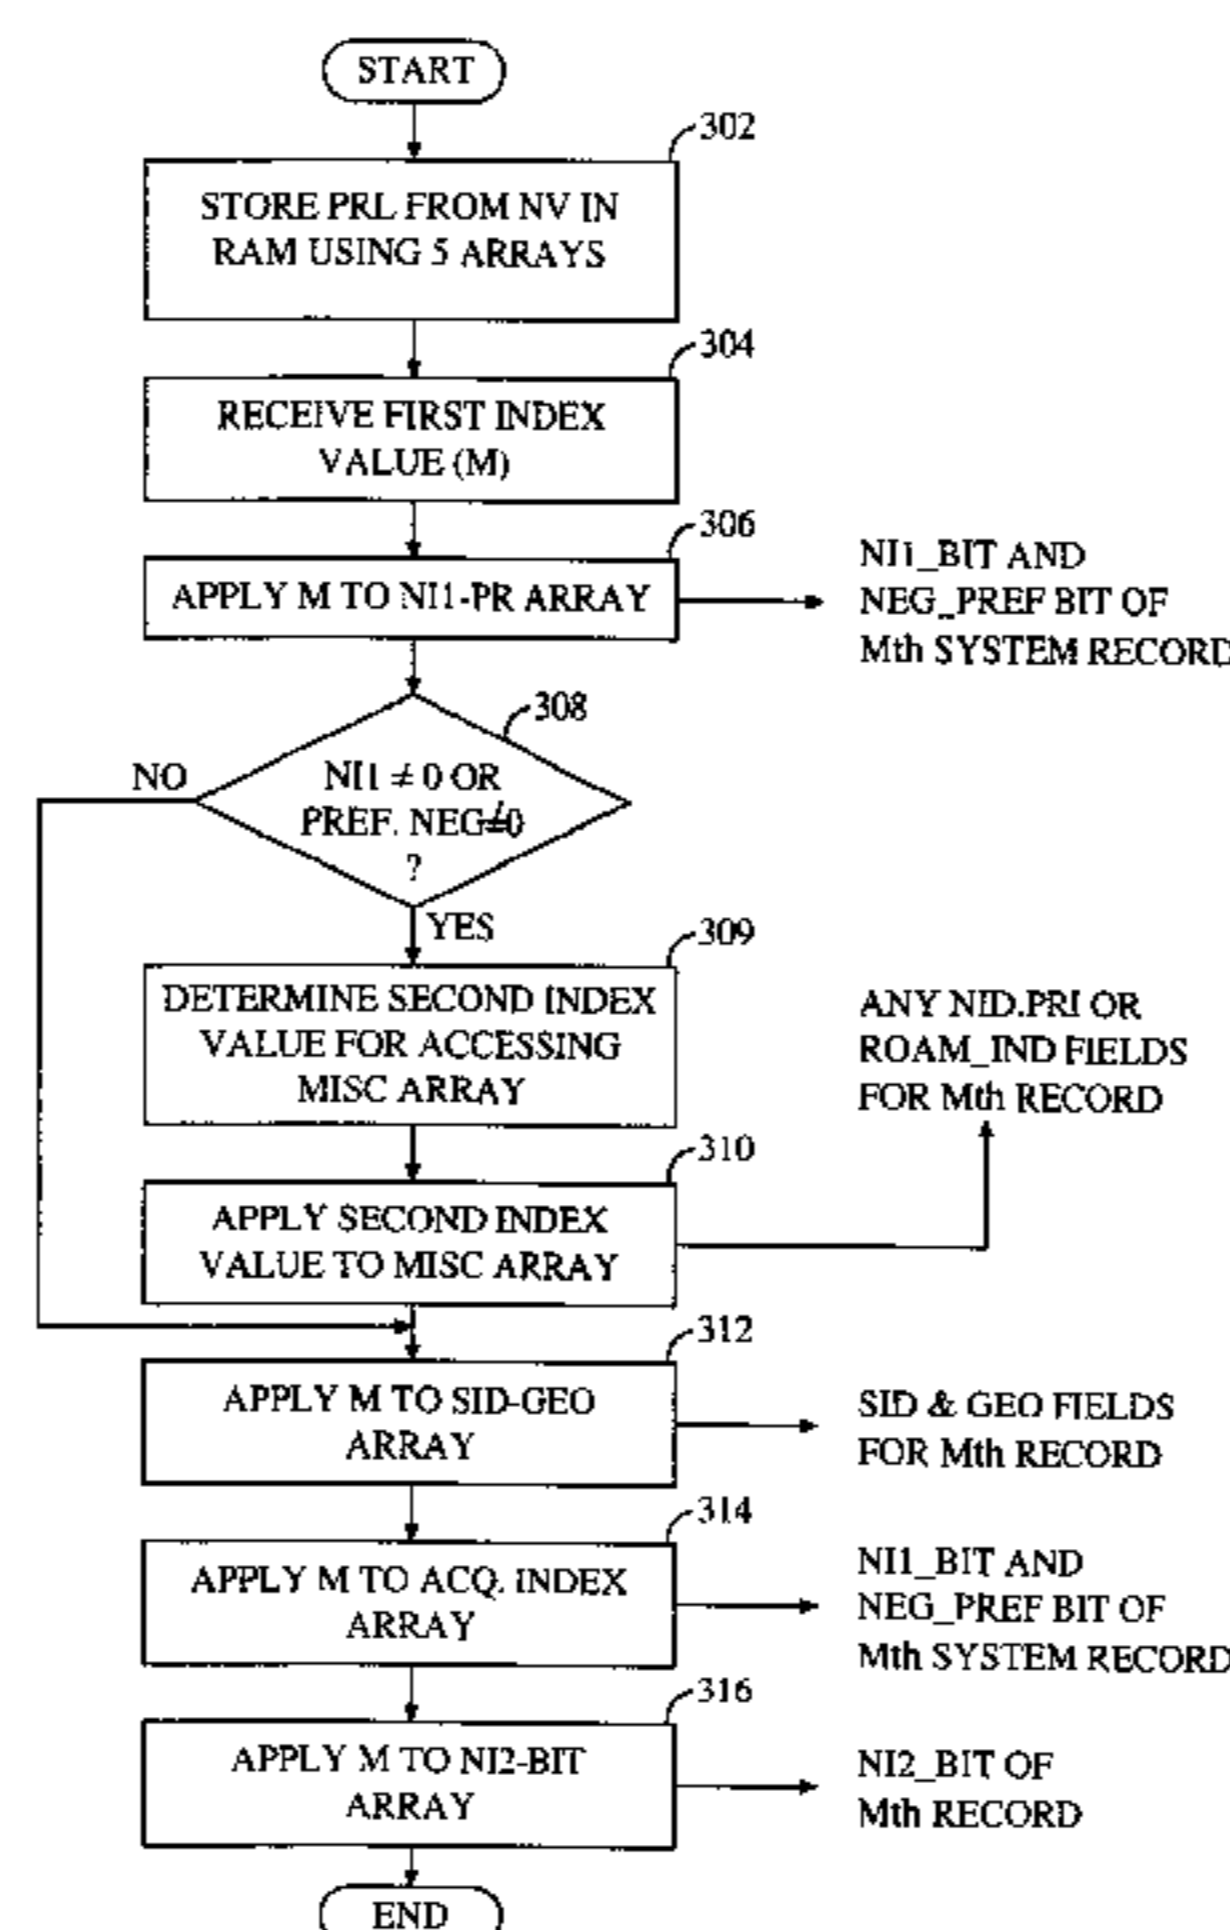 START
302
STORE PRL FROM NV IN
RAM USING 5 ARRAYS
304
RECEIVE FIRST INDEX
VALUE (M)
306
APPLY M TO NI1-PR ARRAY
NI1_BIT AND
NEG_PREF BIT OF
Mth SYSTEM RECORD
308
NO
NI1 ≠ 0 OR
PREF. NEG≠0
?
YES
309
DETERMINE SECOND INDEX
VALUE FOR ACCESSING
MISC ARRAY
ANY NID.PRI OR
ROAM_IND FIELDS
FOR Mth RECORD
310
APPLY SECOND INDEX
VALUE TO MISC ARRAY
312
APPLY M TO SID-GEO
ARRAY
SID & GEO FIELDS
FOR Mth RECORD
314
APPLY M TO ACQ. INDEX
ARRAY
NI1_BIT AND
NEG_PREF BIT OF
Mth SYSTEM RECORD
316
APPLY M TO NI2-BIT
ARRAY
NI2_BIT OF
Mth RECORD
END